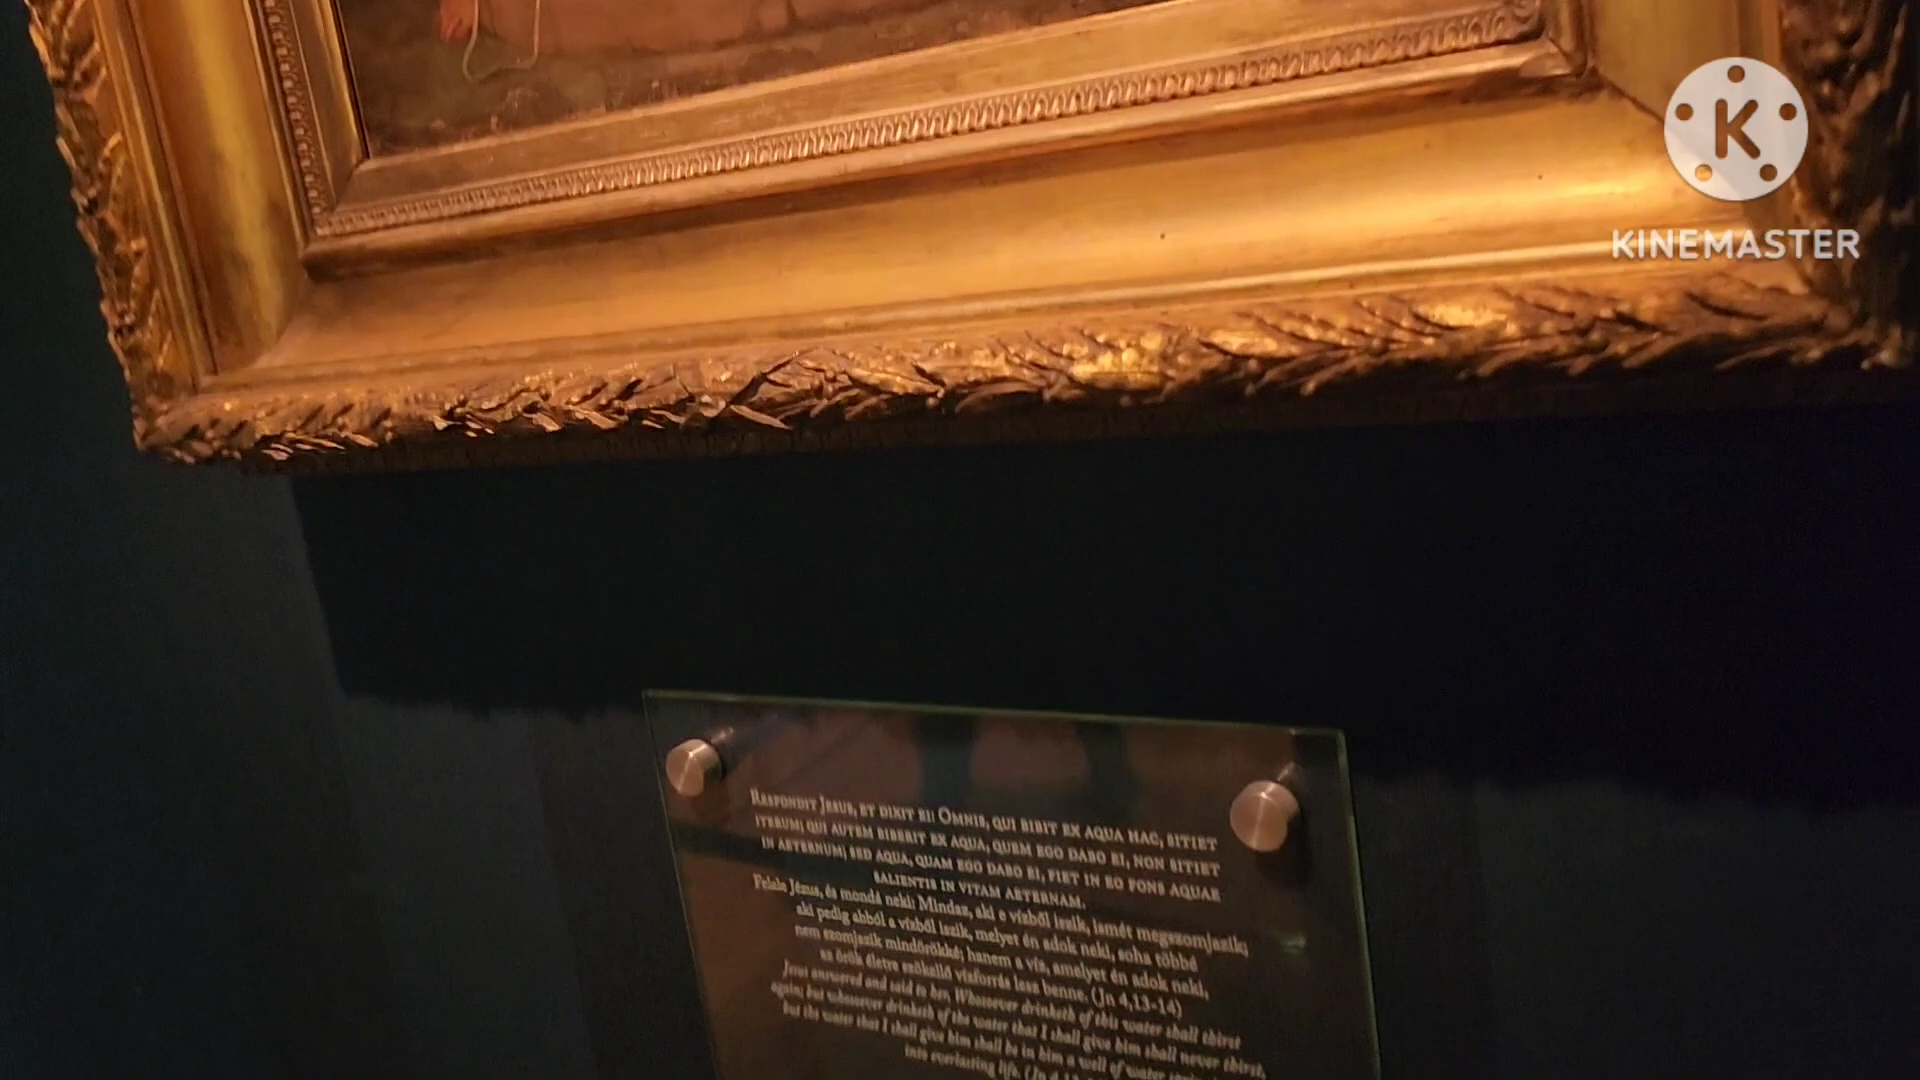 KINEMASTER
Respondit Jesus, et dixit ei: Omnis, qui bibit ex aqua hac, sitiet
iterum; qui autem biberit ex aqua, quem ego dabo ei, non sitiet
in aeternum; sed aqua, quam ego dabo ei, fiet in eo fons aquae
salientis in vitam aeternam.
Felele Jézus, és mondá neki: Mindaz, aki e vízből iszik, ismét megszomjazik;
aki pedig abból a vízből iszik, melyet én adok neki, soha többé
nem szomjazik mindörökké; hanem a víz, amelyet én adok neki,
az örök életre szökellő vízforrás lesz benne. (Jn 4,13-14)
Jesus answered and said to her, Whosoever drinketh of this water shall thirst
again; but whosoever drinketh of the water that I shall give him shall never thirst,
but the water that I shall give him shall be in him a well of water
into everlasting life. (Jn